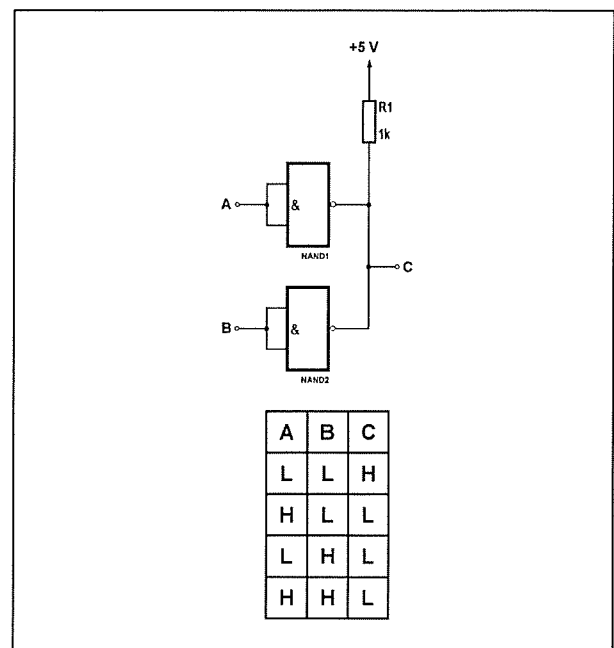 +5 V
R1
1k
A
&
NAND1
C
B
&
NAND2
A B C
L L H
H L L
L H L
H H L